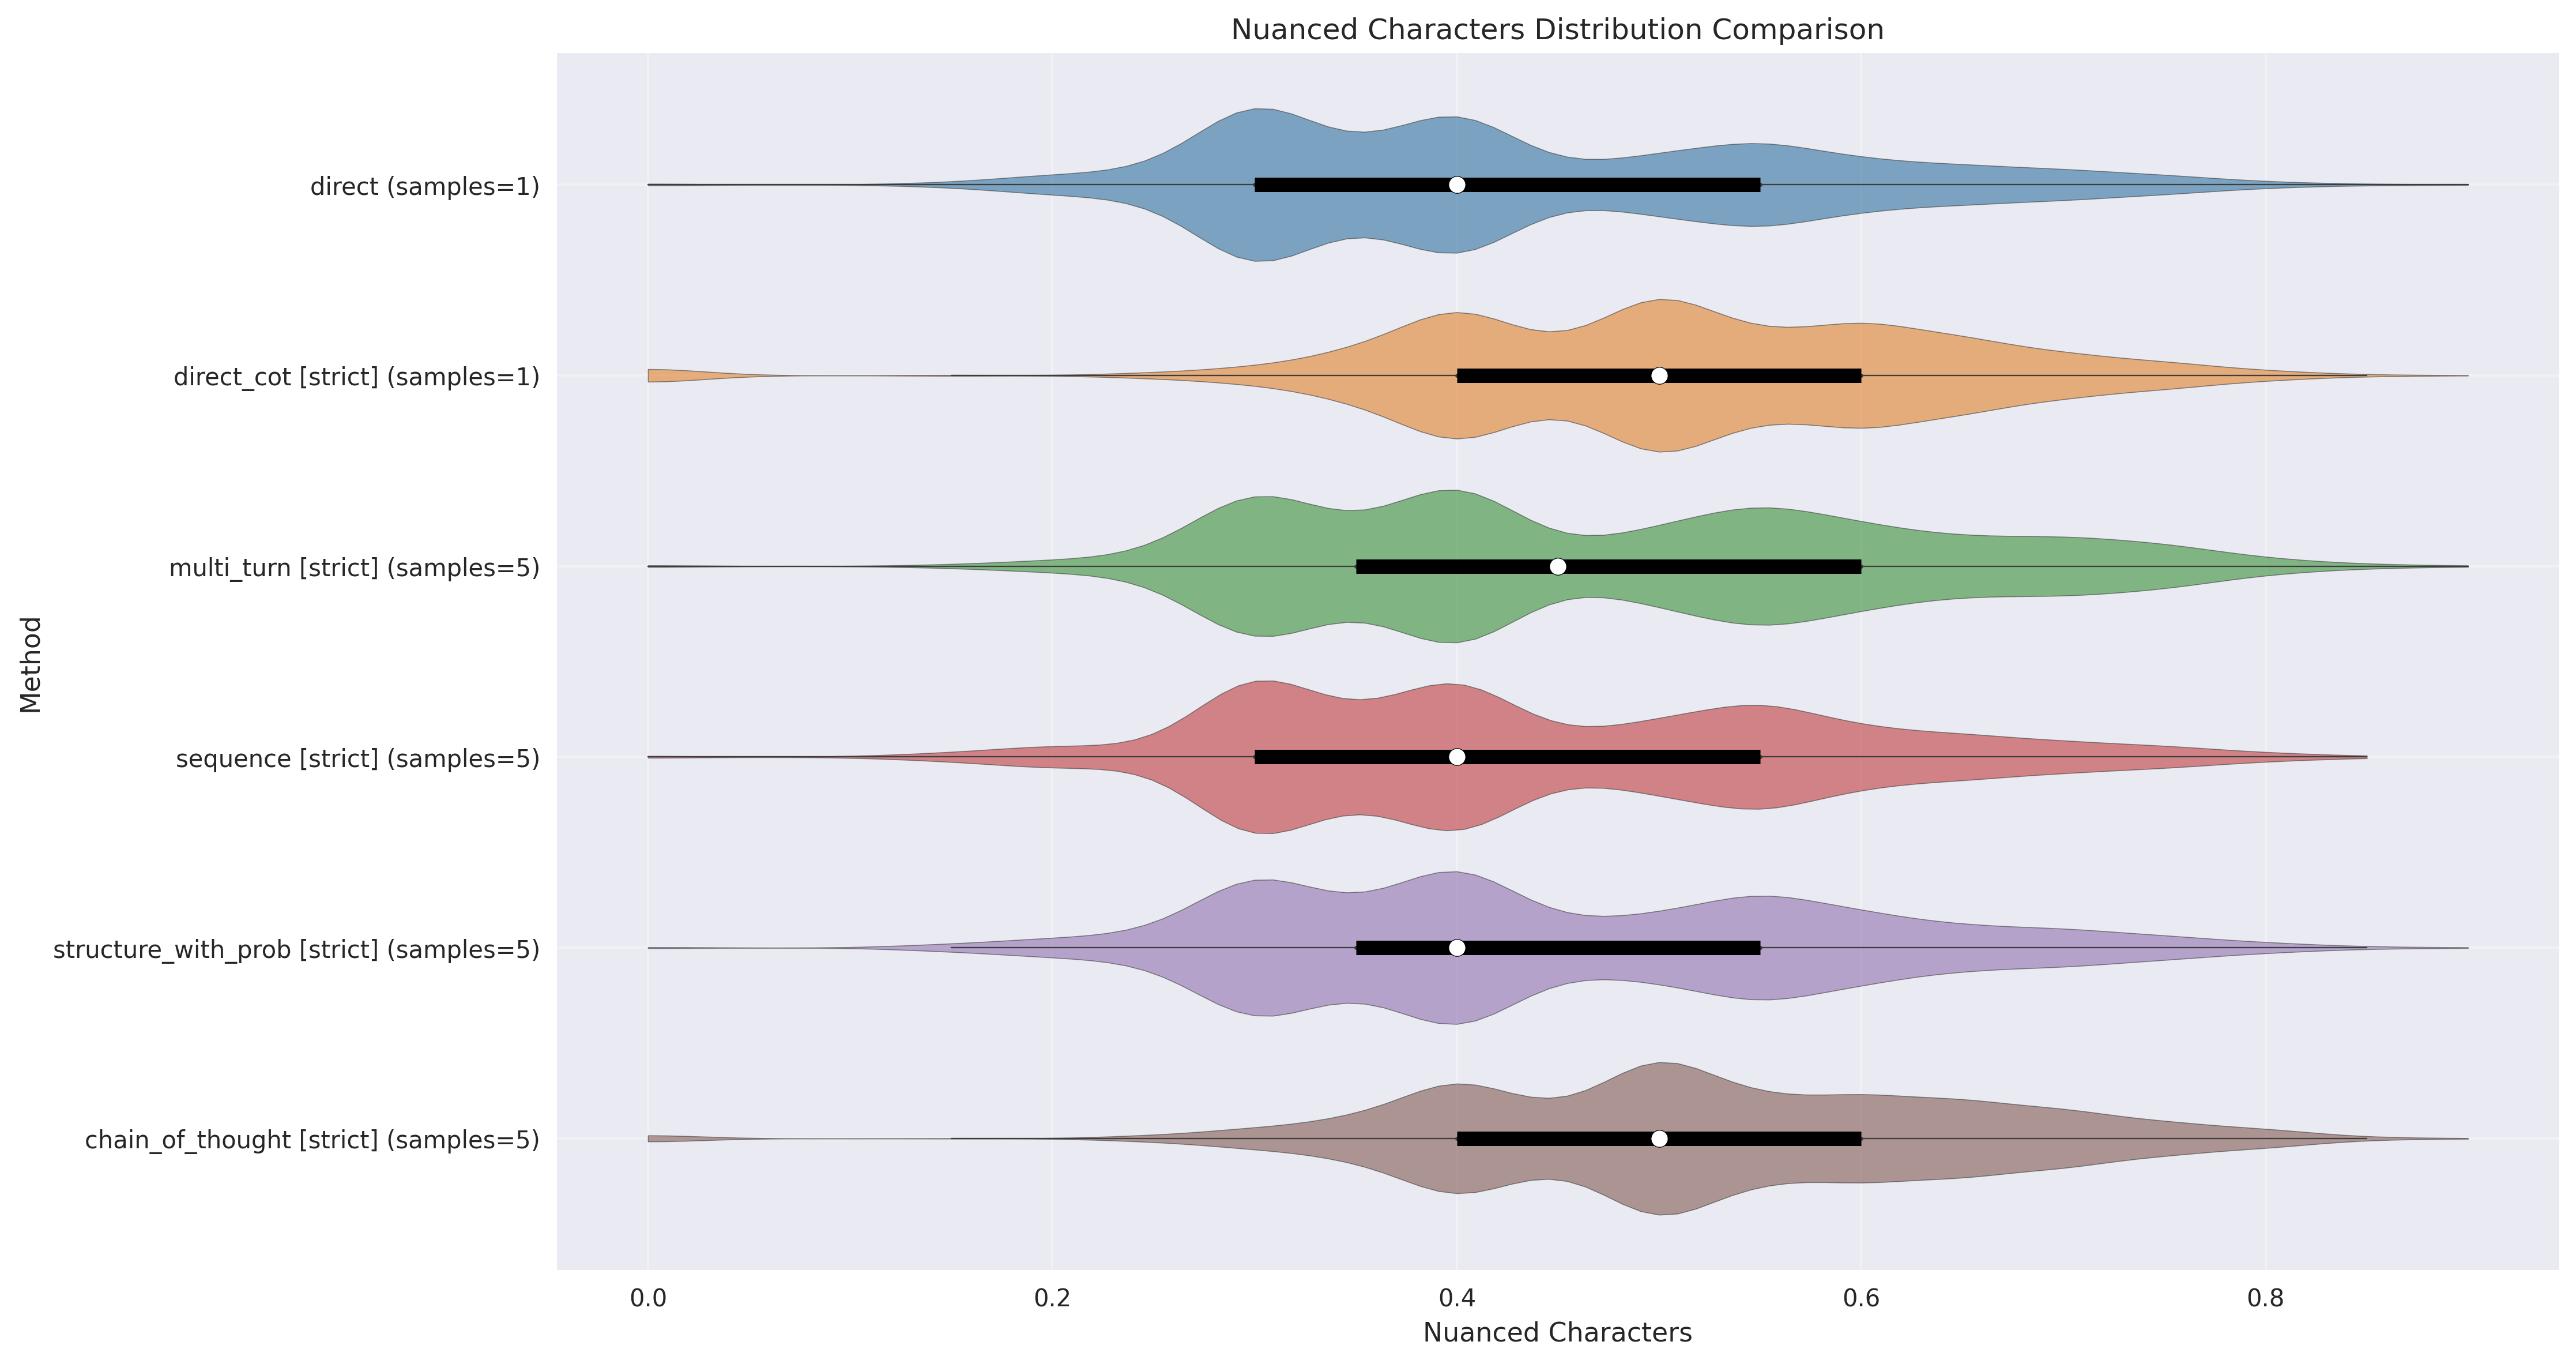 Nuanced Characters Distribution Comparison
Method
direct (samples=1)
direct_cot [strict] (samples=1)
multi_turn [strict] (samples=5)
sequence [strict] (samples=5)
structure_with_prob [strict] (samples=5)
chain_of_thought [strict] (samples=5)
0.0 0.2 0.4 0.6 0.8
Nuanced Characters